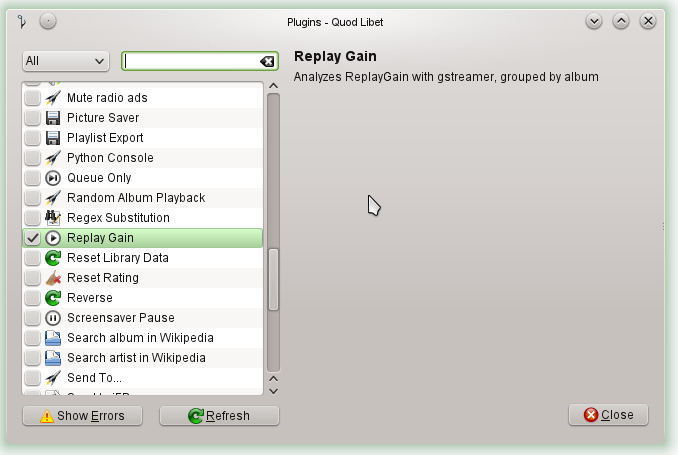 Plugins - Quod Libet
All
Replay Gain
Analyzes ReplayGain with gstreamer, grouped by album
Mute radio ads
Picture Saver
Playlist Export
Python Console
Queue Only
Random Album Playback
Regex Substitution
Replay Gain
Reset Library Data
Reset Rating
Reverse
Screensaver Pause
Search album in Wikipedia
Search artist in Wikipedia
Send To...
Show Errors
Refresh
Close